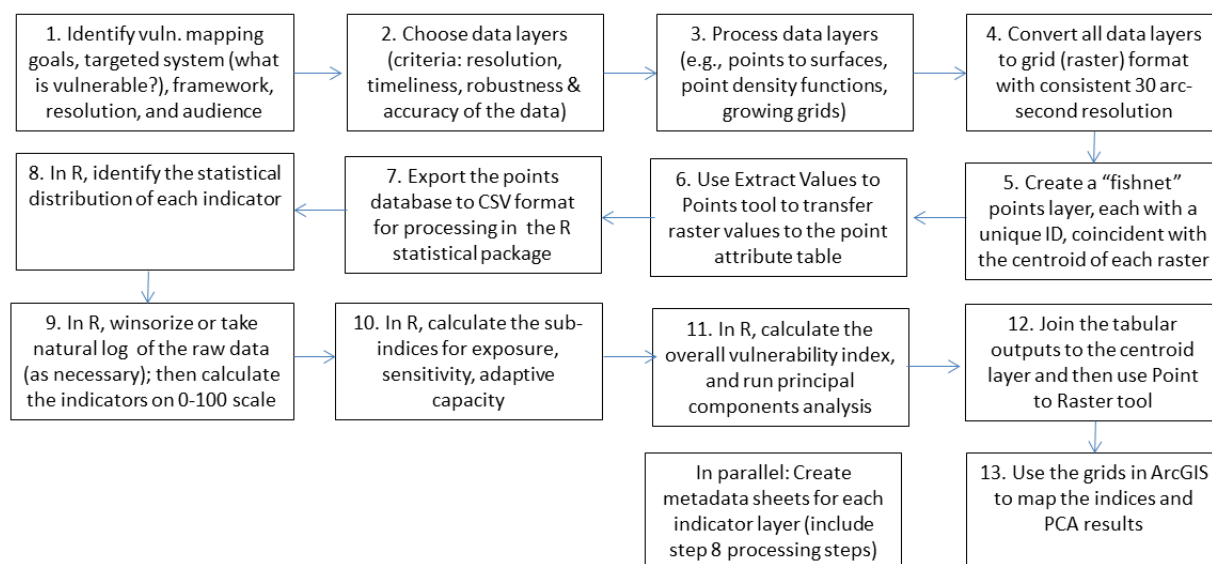 1. Identify vuln. mapping
goals, targeted system (what
is vulnerable?), framework,
resolution, and audience
2. Choose data layers
(criteria: resolution,
timeliness, robustness &
accuracy of the data)
3. Process data layers
(e.g., points to surfaces,
point density functions,
growing grids)
4. Convert all data layers
to grid (raster) format
with consistent 30 arc-
second resolution
5. Create a “fishnet”
points layer, each with a
unique ID, coincident with
the centroid of each raster
6. Use Extract Values to
Points tool to transfer
raster values to the point
attribute table
7. Export the points
database to CSV format
for processing in the R
statistical package
8. In R, identify the statistical
distribution of each indicator
9. In R, winsorize or take
natural log of the raw data
(as necessary); then calculate
the indicators on 0-100 scale
10. In R, calculate the sub-
indices for exposure,
sensitivity, adaptive
capacity
11. In R, calculate the
overall vulnerability index,
and run principal
components analysis
12. Join the tabular
outputs to the centroid
layer and then use Point
to Raster tool
13. Use the grids in ArcGIS
to map the indices and
PCA results
In parallel: Create
metadata sheets for each
indicator layer (include
step 8 processing steps)